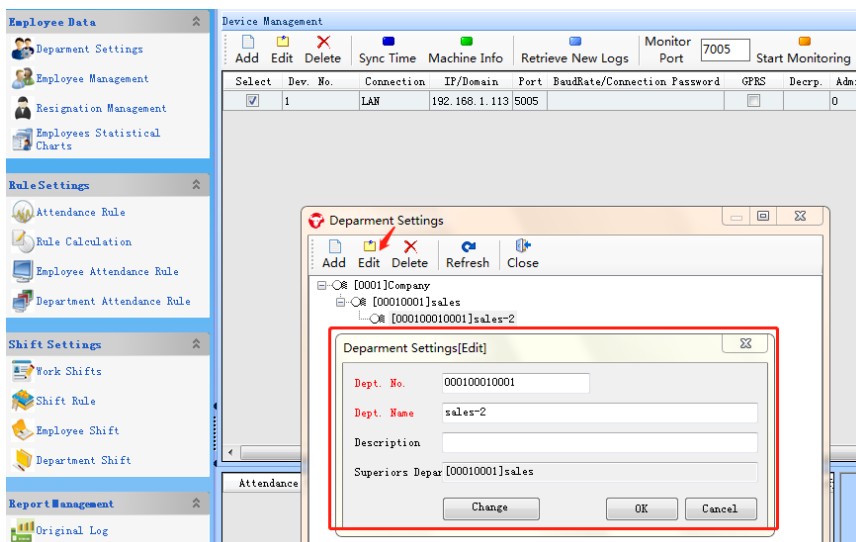 Employee Data
Deparment Settings
Employee Management
Resignation Management
Employees Statistical
Charts
RuleSettings
Attendance Rule
Rule Calculation
Employee Attendance Rule
Department Attendance Rule
Shift Settings
Work Shifts
Shift Rule
Employee Shift
Department Shift
Report Management
Original Log
Device Management
Add Edit Delete Sync Time Machine Info Retrieve New Logs Monitor Port 7005 Start Monitoring
Select Dev. No. Connection IP/Domain Port BaudRate/Connection Password GPRS Decrp. Adm
1 LAN 192.168.1.113 5005 0
Deparment Settings
Add Edit Delete Refresh Close
[0001]Company
[00010001]sales
[000100010001]sales-2
Deparment Settings[Edit]
Dept. No. 000100010001
Dept. Name sales-2
Description
Superiors Depar [00010001]sales
Change OK Cancel
Attendance